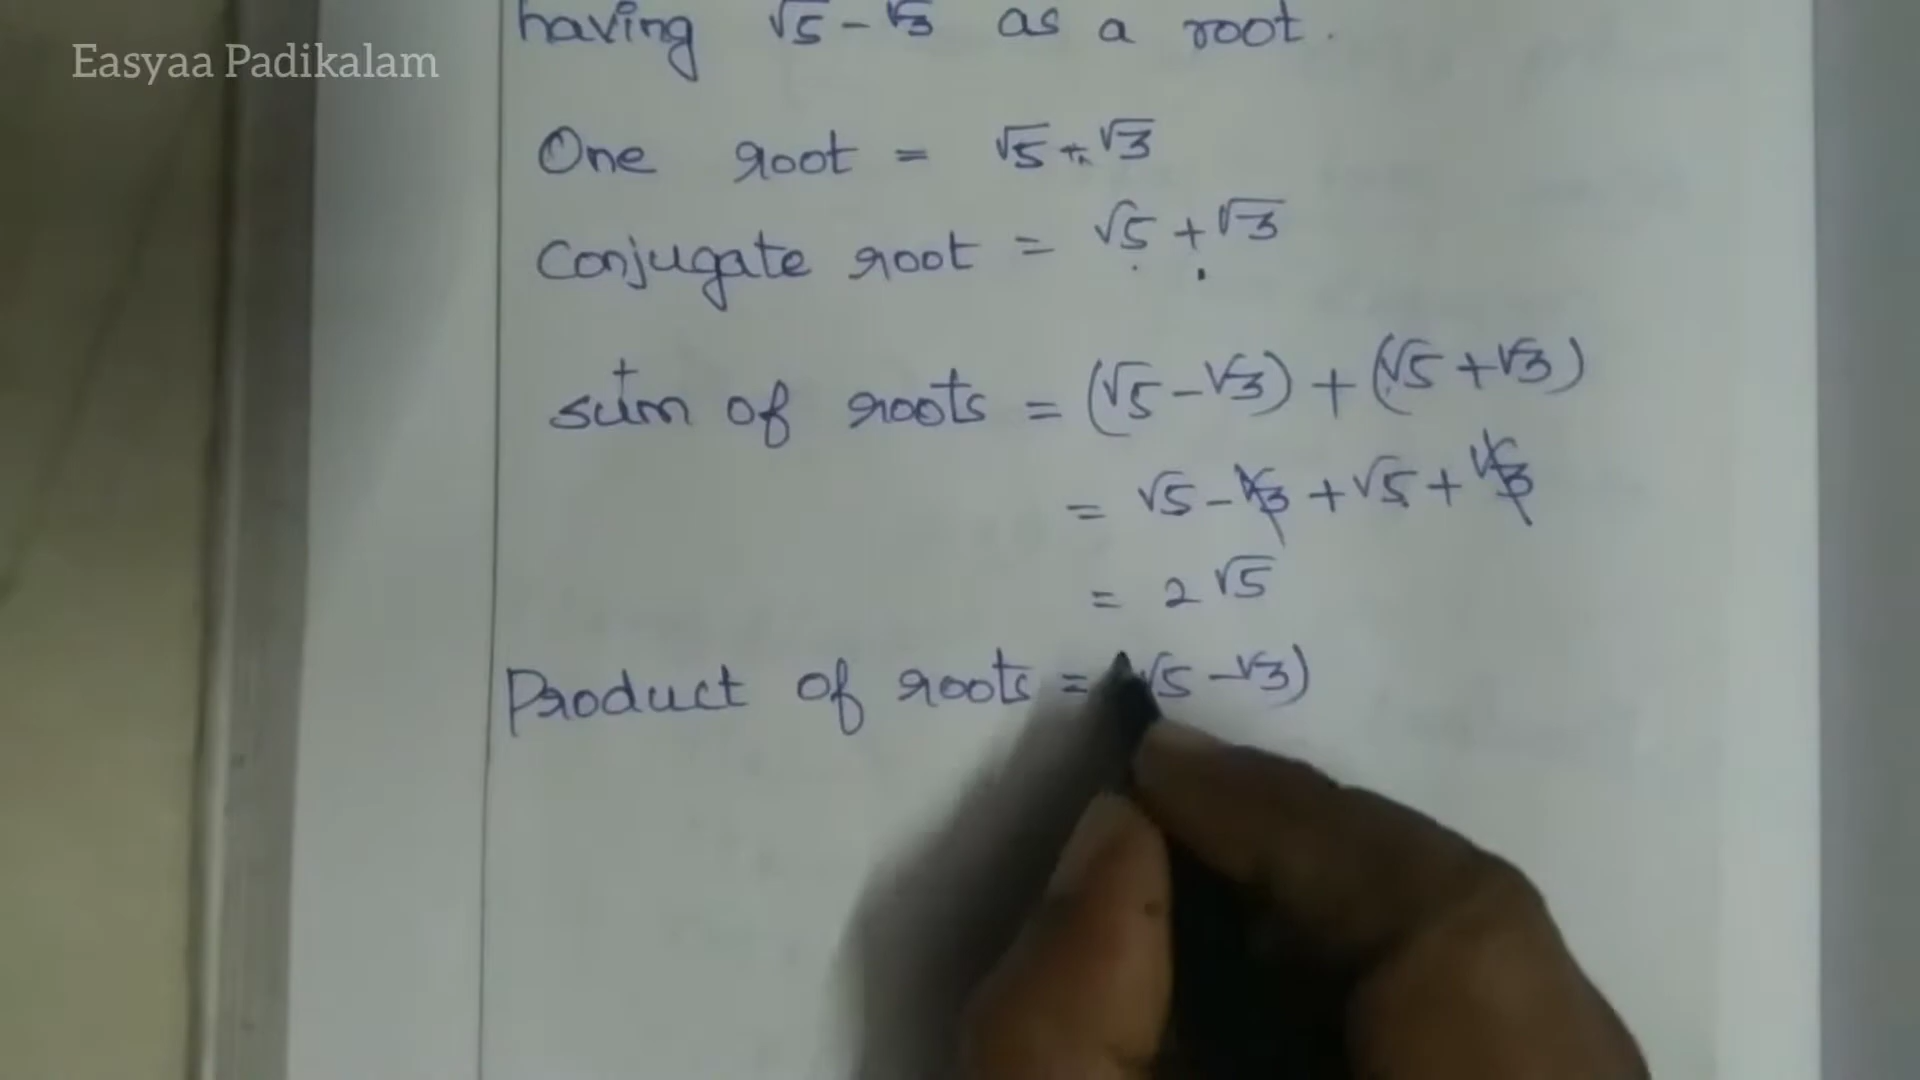 Easyaa Padikalam
having √5 - √3 as a root.
One root = √5 + √3
Conjugate root = √5 + √3
sum of roots = (√5 - √3) + (√5 + √3)
= √5 - √3 + √5 + √3
= 2√5
Product of roots = √5 - √3)